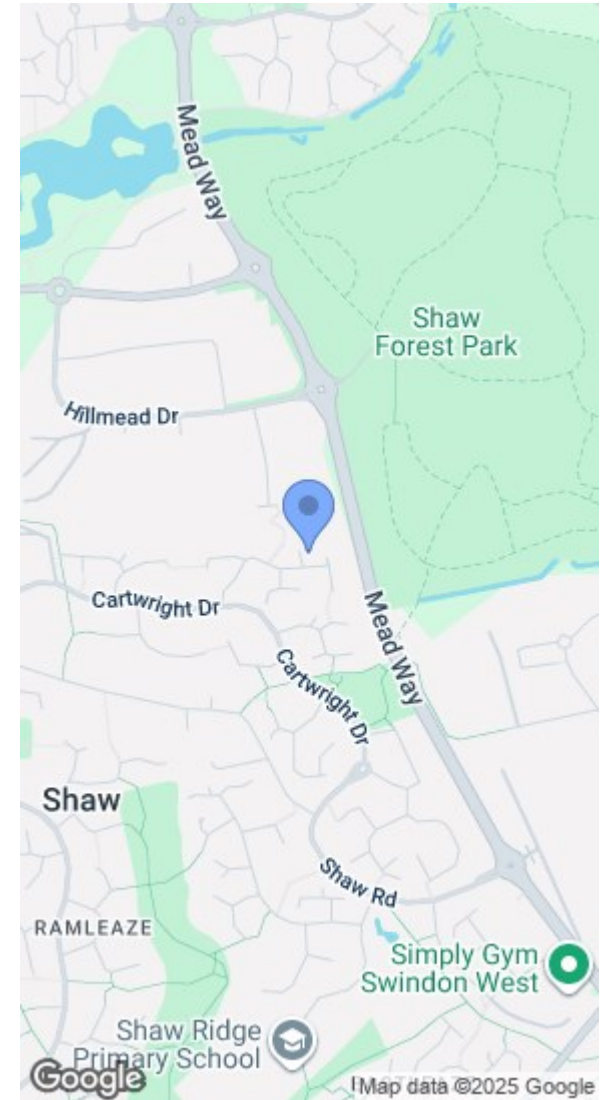 Mead Way
Shaw
Forest Park
Hillmead Dr
Cartwright Dr
Mead Way
Cartwright Dr
Shaw
Shaw Rd
RAMLEAZE
Simply Gym
Swindon West
Shaw Ridge
Primary School
Google
Map data ©2025 Google